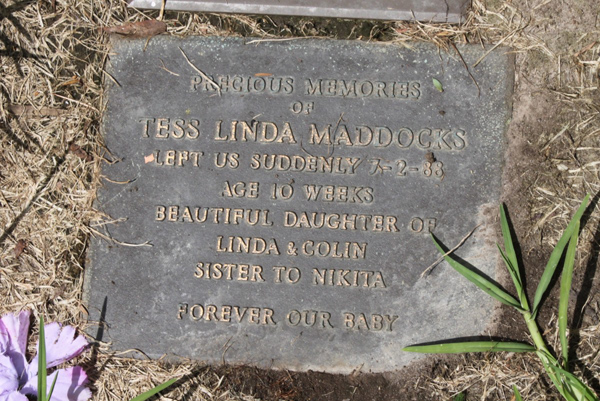 PRECIOUS MEMORIES
OF
TESS LINDA MADDOCKS
LEFT US SUDDENLY 7-2-88
AGE 10 WEEKS
BEAUTIFUL DAUGHTER OF
LINDA & COLIN
SISTER TO NIKITA
FOREVER OUR BABY